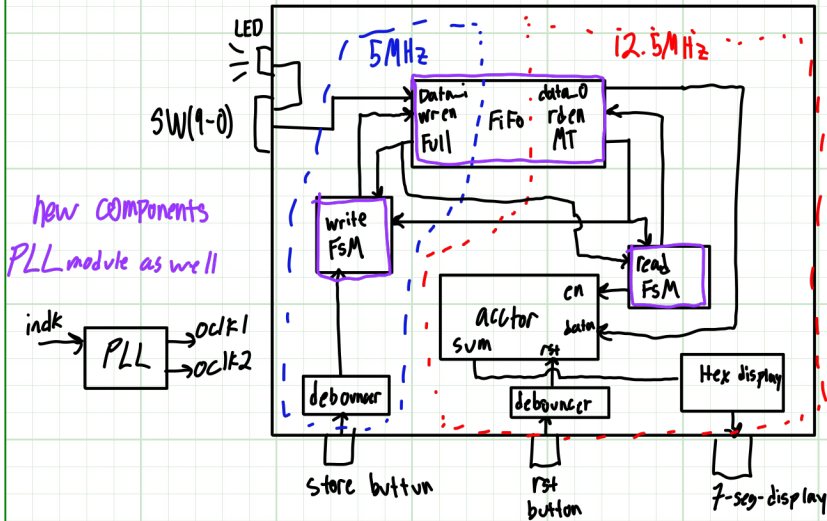 LED
5MHz
12.5MHz
SW(9-0)
Data_i
wren
Full
FiFo
data_o
rden
MT
new components
PLL module as well
write
FSM
read
FSM
inclk
PLL
oclk1
oclk2
en
acctor
data
sum
rst
Hex display
debouncer
debouncer
store buttun
rst
button
7-seg-display